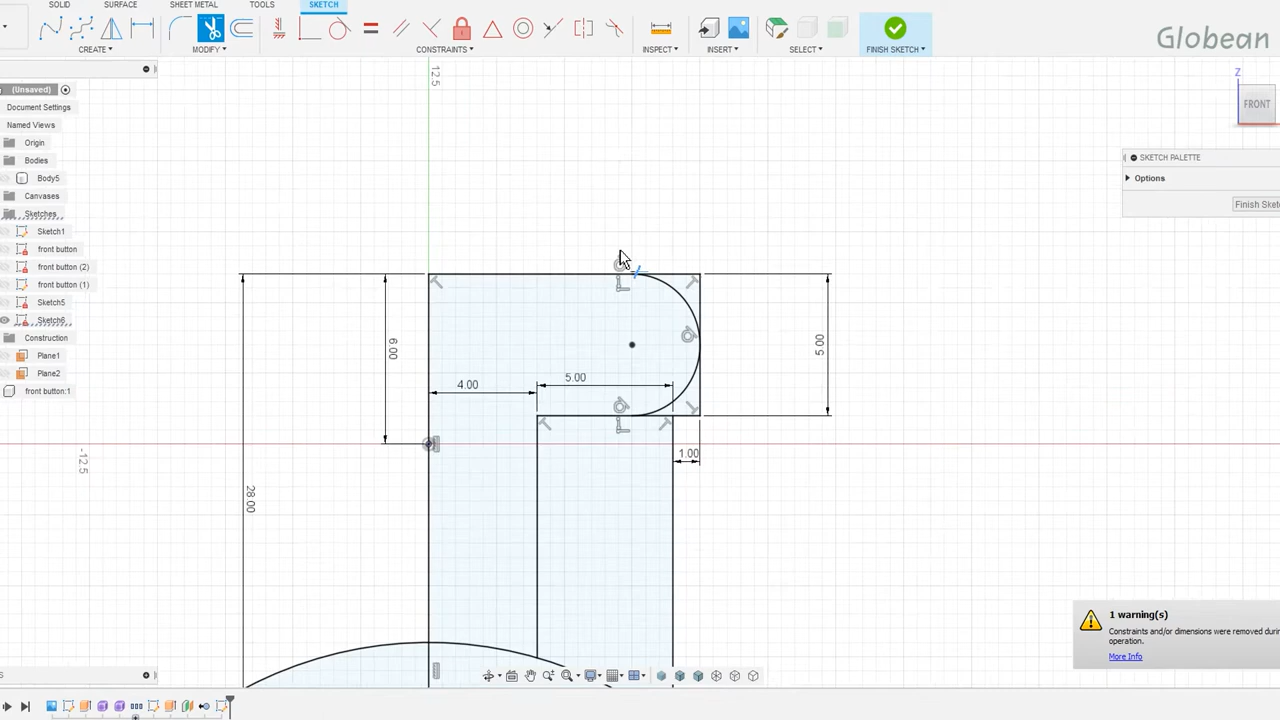 SOLID SURFACE SHEET METAL TOOLS SKETCH
CREATE MODIFY CONSTRAINTS INSPECT INSERT SELECT FINISH SKETCH
Globean
(Unsaved)
Document Settings
Named Views
Origin
Bodies
Body5
Canvases
Sketches
Sketch1
front button
front button (2)
front button (1)
Sketch5
Sketch6
Construction
Plane1
Plane2
front button:1
12.5
Z
FRONT
SKETCH PALETTE
Options
Finish Sket
6.00
4.00
5.00
5.00
1.00
-12.5
28.00
1 warning(s)
Constraints and/or dimensions were removed durin
operation.
More Info
S